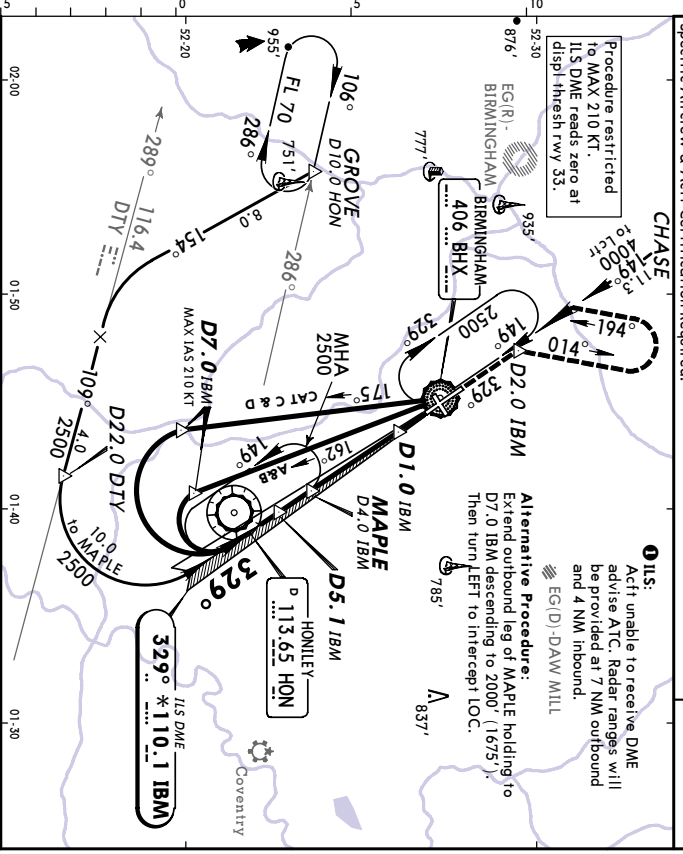 Procedure restricted
to MAX 210 KT.
ILS DME reads zero at
displ thresh rwy 33.
❶ ILS:
Acft unable to receive DME
advise ATC. Radar ranges will
be provided at 7 NM outbound
and 4 NM inbound.
EG(D)-DAW MILL
Alternative Procedure:
Extend outbound leg of MAPLE holding to
D7.0 IBM descending to 2000' (1675').
Then turn LEFT to intercept LOC.
CHASE
111.3°
149°
4000
to Lctr
194°
014°
876'
52-30
10
EG(R)-
BIRMINGHAM
935'
777'
BIRMINGHAM
406 BHX
2500
149°
329°
329°
D2.0 IBM
D1.0 IBM
785'
837'
5
MHA
2500
CAT C & D
175°
162°
A&B
149°
MAPLE
D4.0 IBM
D5.1 IBM
HONILEY
D 113.65 HON
329°
ILS DME
329° *110.1 IBM
Coventry
D7.0 IBM
MAX IAS 210 KT
GROVE
D10.0 HON
106°
FL 70
286°
751'
955'
286°
8.0
154°
289°
116.4
DTY
109°
4.0
2500
D22.0 DTY
10.0
to MAPLE
2500
0
52-20
5
02-00
01-50
01-40
01-30